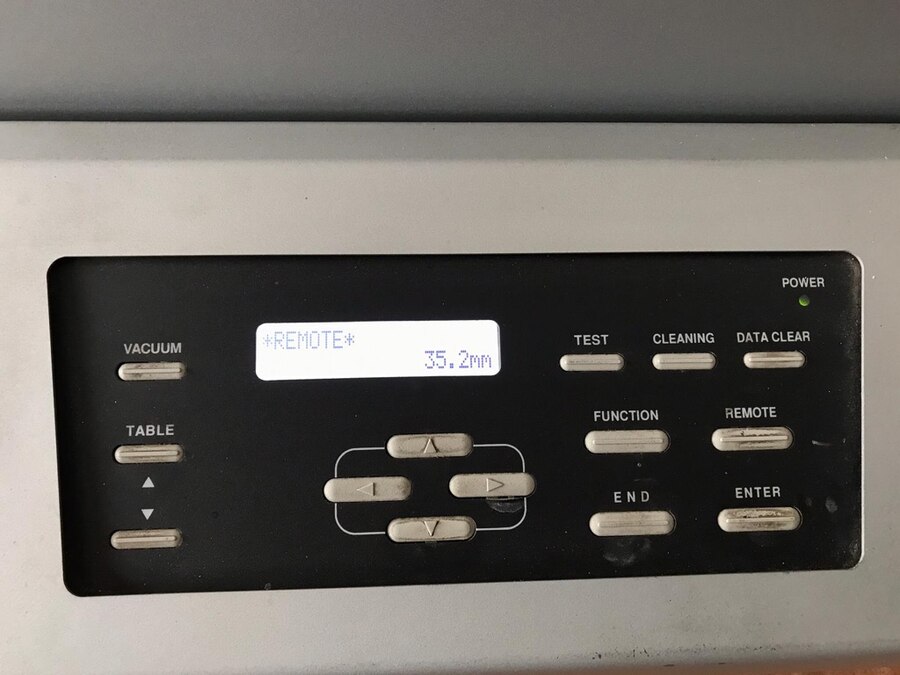 POWER
VACUUM
*REMOTE*
35.2mm
TEST
CLEANING
DATA CLEAR
TABLE
FUNCTION
REMOTE
END
ENTER